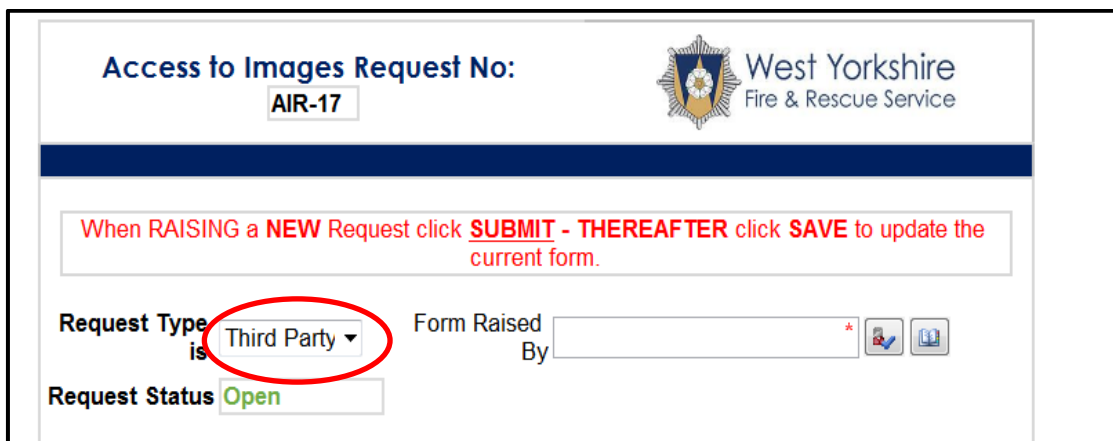 Access to Images Request No:
AIR-17
West Yorkshire
Fire & Rescue Service
When RAISING a NEW Request click SUBMIT - THEREAFTER click SAVE to update the
current form.
Request Type
is
Third Party
Form Raised
By
*
Request Status Open